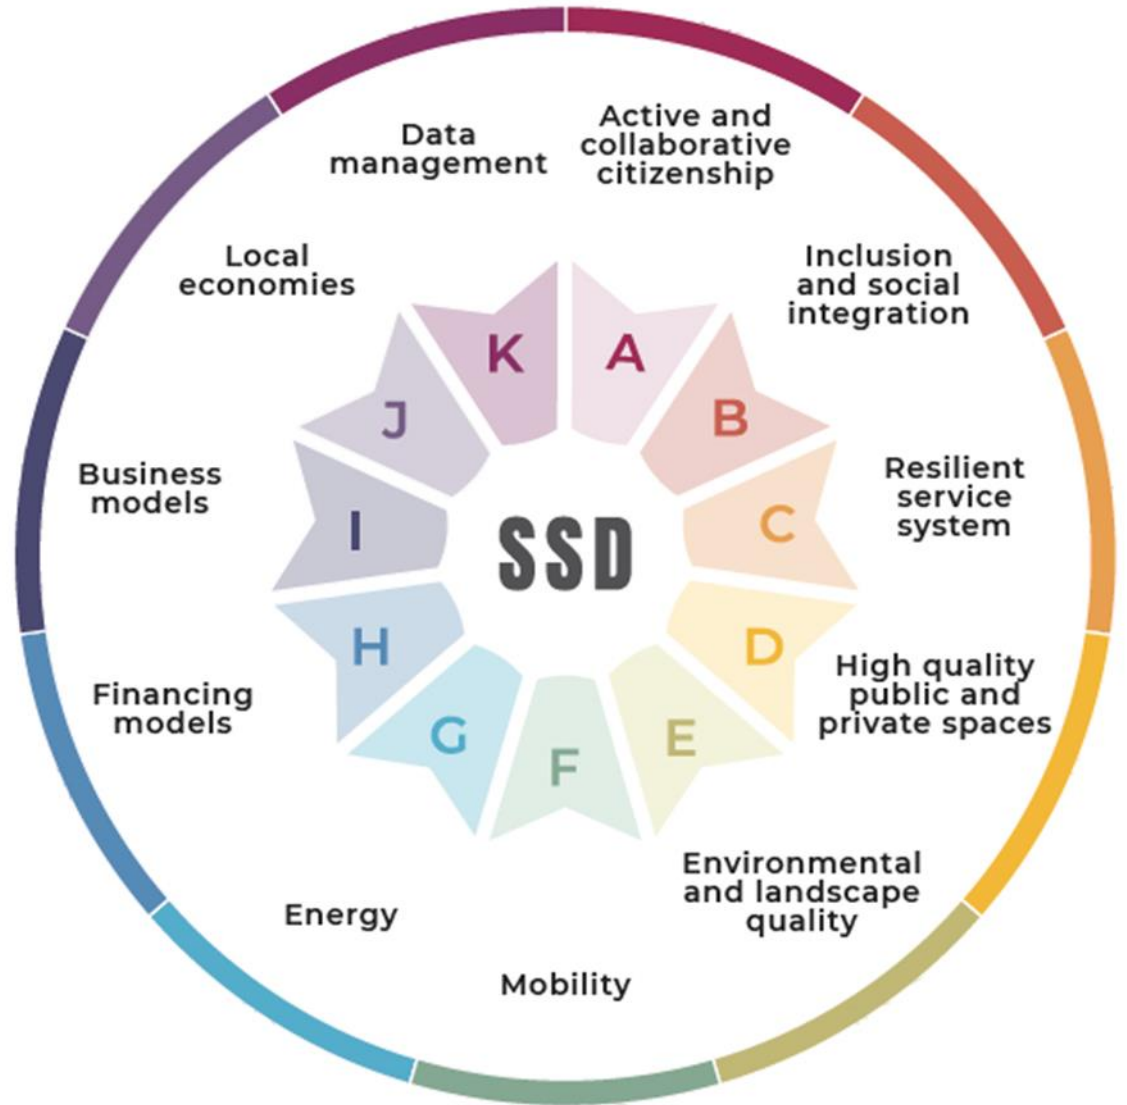 Data
management
Active and
collaborative
citizenship
Local
economies
Inclusion
and social
integration
K
A
J
B
Business
models
Resilient
service
system
I
C
SSD
H
D
Financing
models
High quality
public and
private spaces
G
E
F
Environmental
and landscape
quality
Energy
Mobility